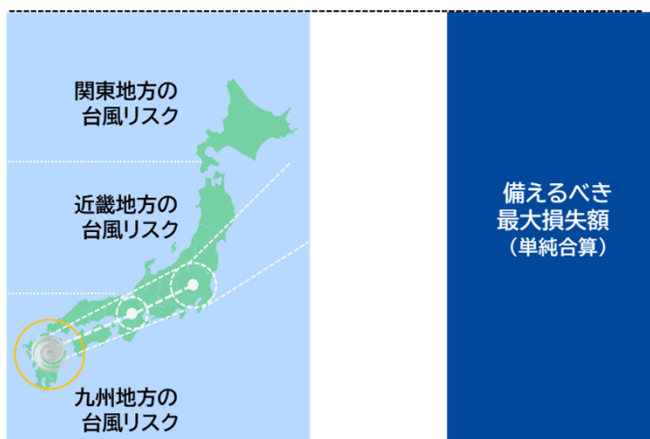 関東地方の
台風リスク
近畿地方の
台風リスク
九州地方の
台風リスク
備えるべき
最大損失額
（単純合算）